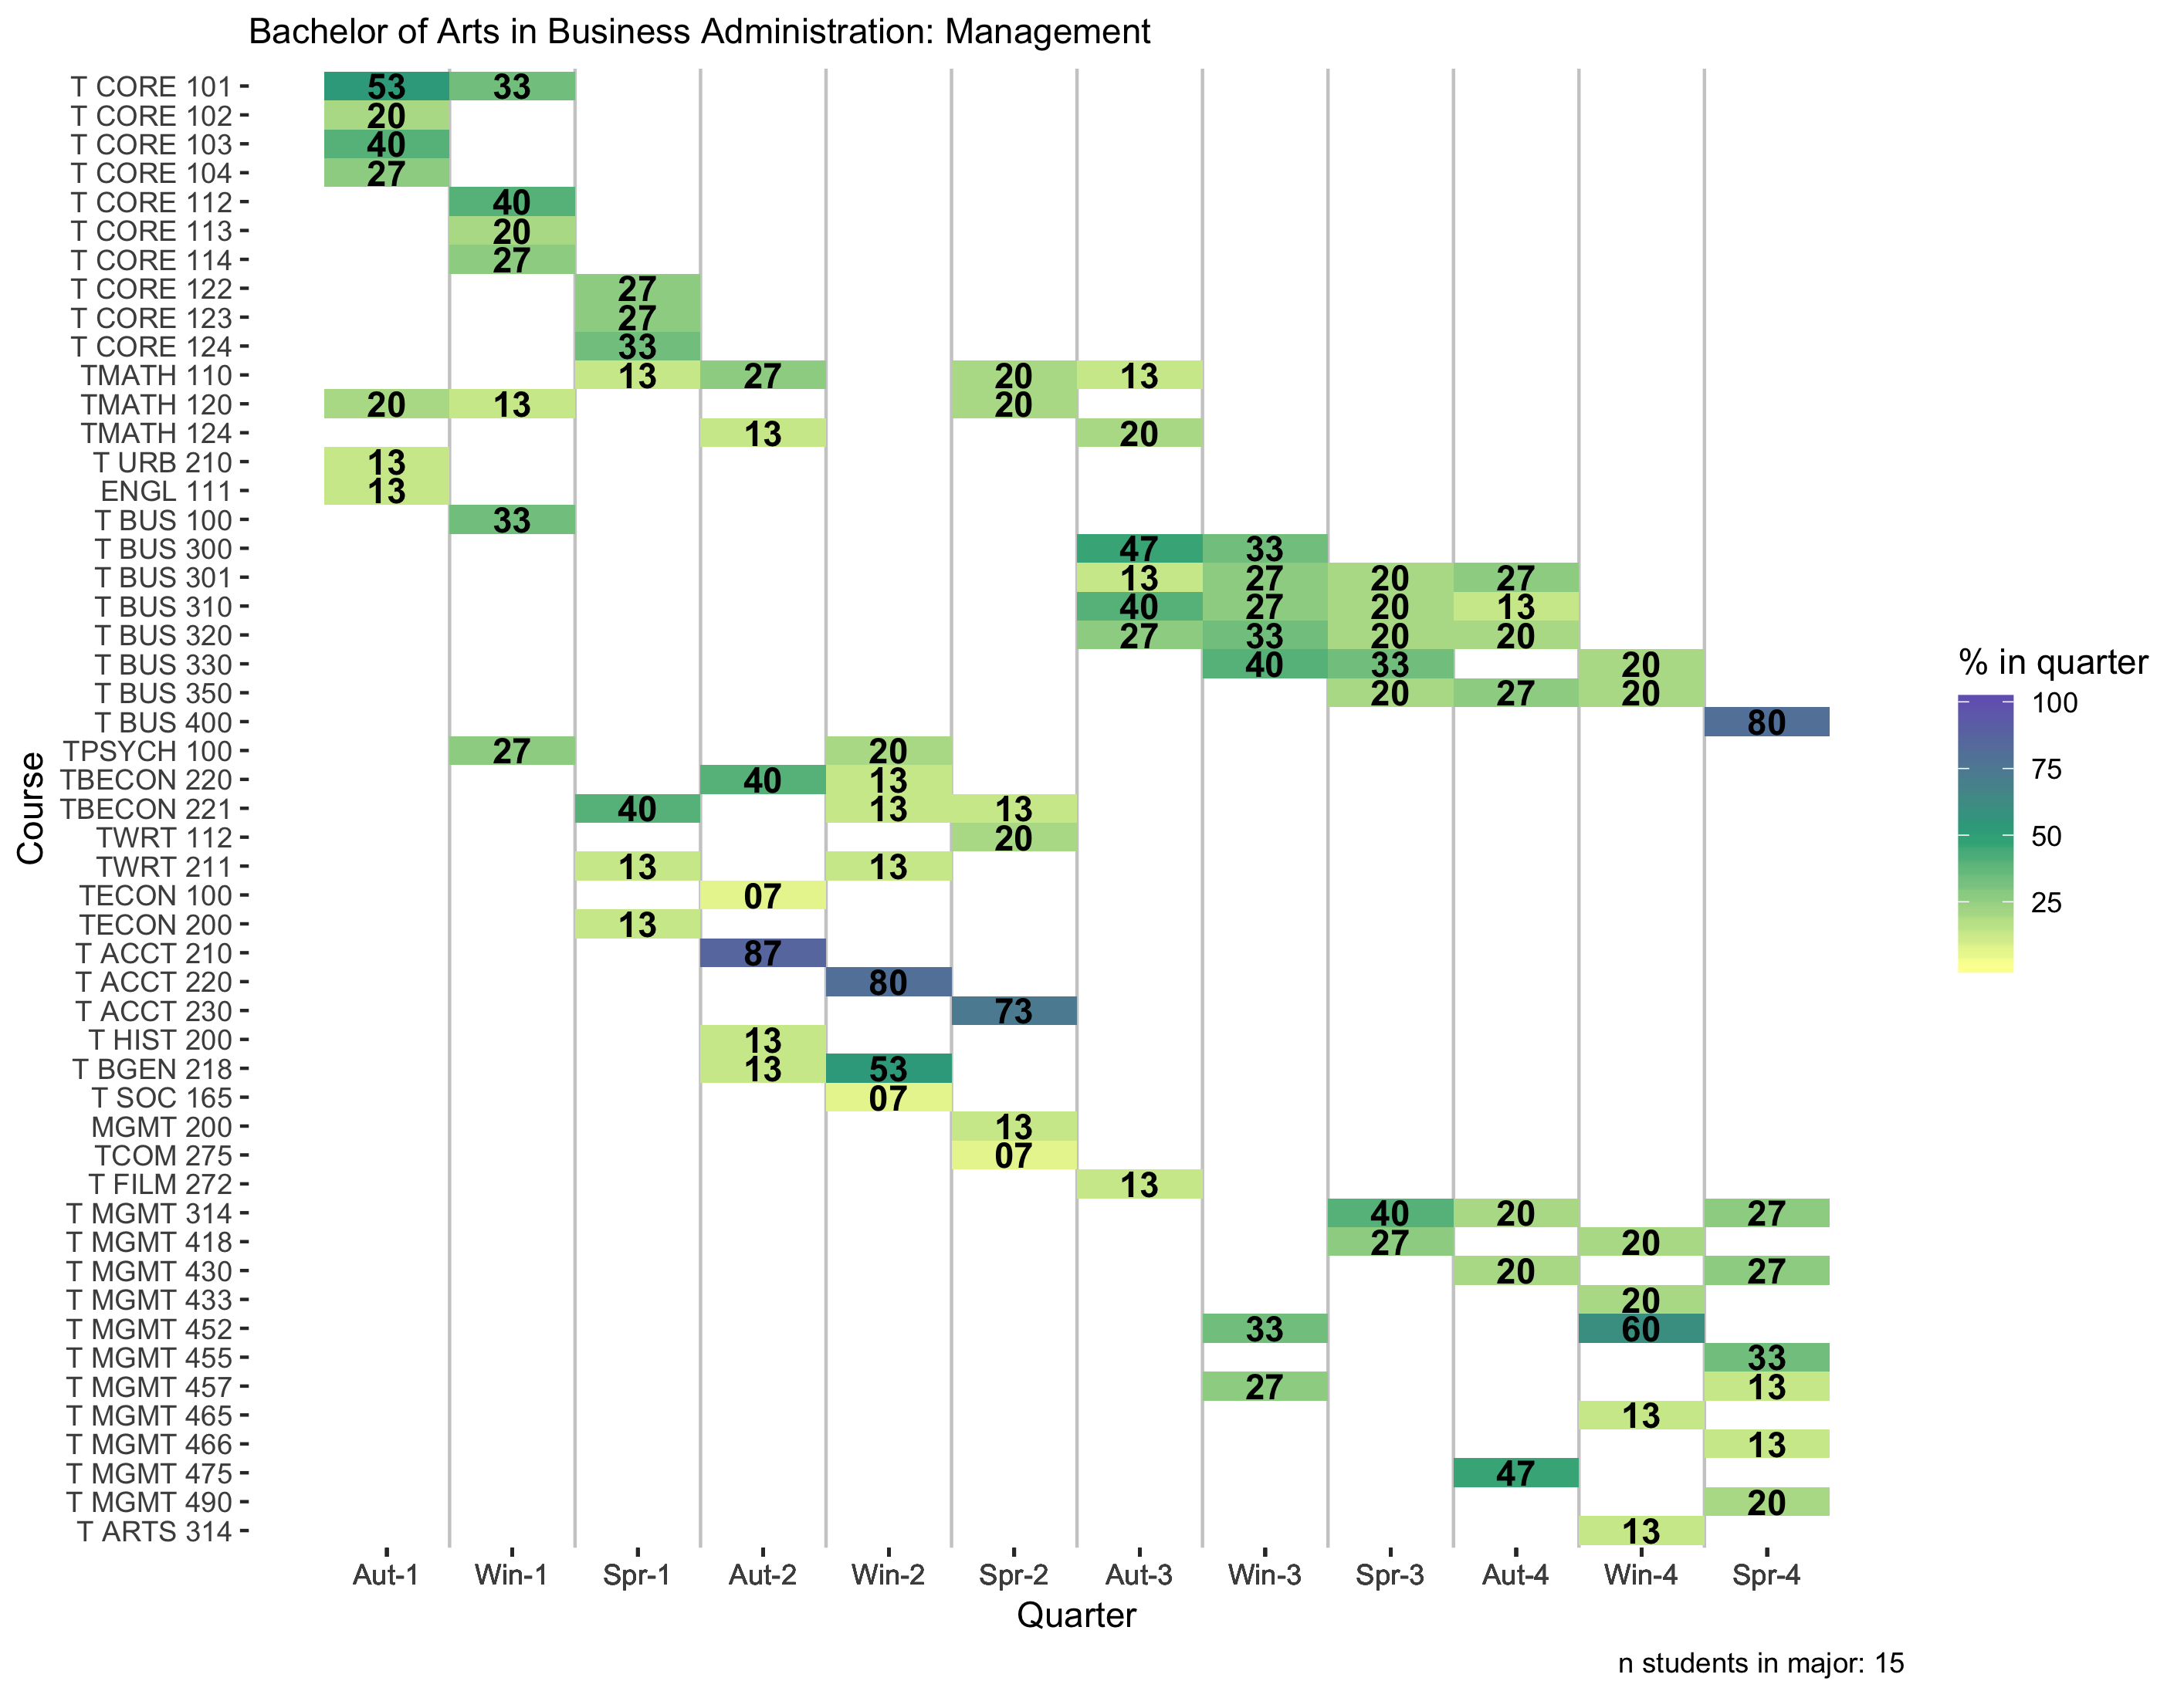 Bachelor of Arts in Business Administration: Management
T CORE 101 53 33
T CORE 102 20
T CORE 103 40
T CORE 104 27
T CORE 112 40
T CORE 113 20
T CORE 114 27
T CORE 122 27
T CORE 123 27
T CORE 124 33
TMATH 110 13 27 20 13
TMATH 120 20 13 20
TMATH 124 13 20
T URB 210 13
ENGL 111 13
T BUS 100 33
T BUS 300 47 33
T BUS 301 13 27 20 27
T BUS 310 40 27 20 13
T BUS 320 27 33 20 20
T BUS 330 40 33 20
T BUS 350 20 27 20
T BUS 400 80
TPSYCH 100 27 20
TBECON 220 40 13
TBECON 221 40 13 13
TWRT 112 20
TWRT 211 13 13
TECON 100 07
TECON 200 13
T ACCT 210 87
T ACCT 220 80
T ACCT 230 73
T HIST 200 13
T BGEN 218 13 53
T SOC 165 07
MGMT 200 13
TCOM 275 07
T FILM 272 13
T MGMT 314 40 20 27
T MGMT 418 27 20
T MGMT 430 20 27
T MGMT 433 20
T MGMT 452 33 60
T MGMT 455 33
T MGMT 457 27 13
T MGMT 465 13
T MGMT 466 13
T MGMT 475 47
T MGMT 490 20
T ARTS 314 13
Course
Aut-1 Win-1 Spr-1 Aut-2 Win-2 Spr-2 Aut-3 Win-3 Spr-3 Aut-4 Win-4 Spr-4
Quarter
% in quarter
100
75
50
25
n students in major: 15